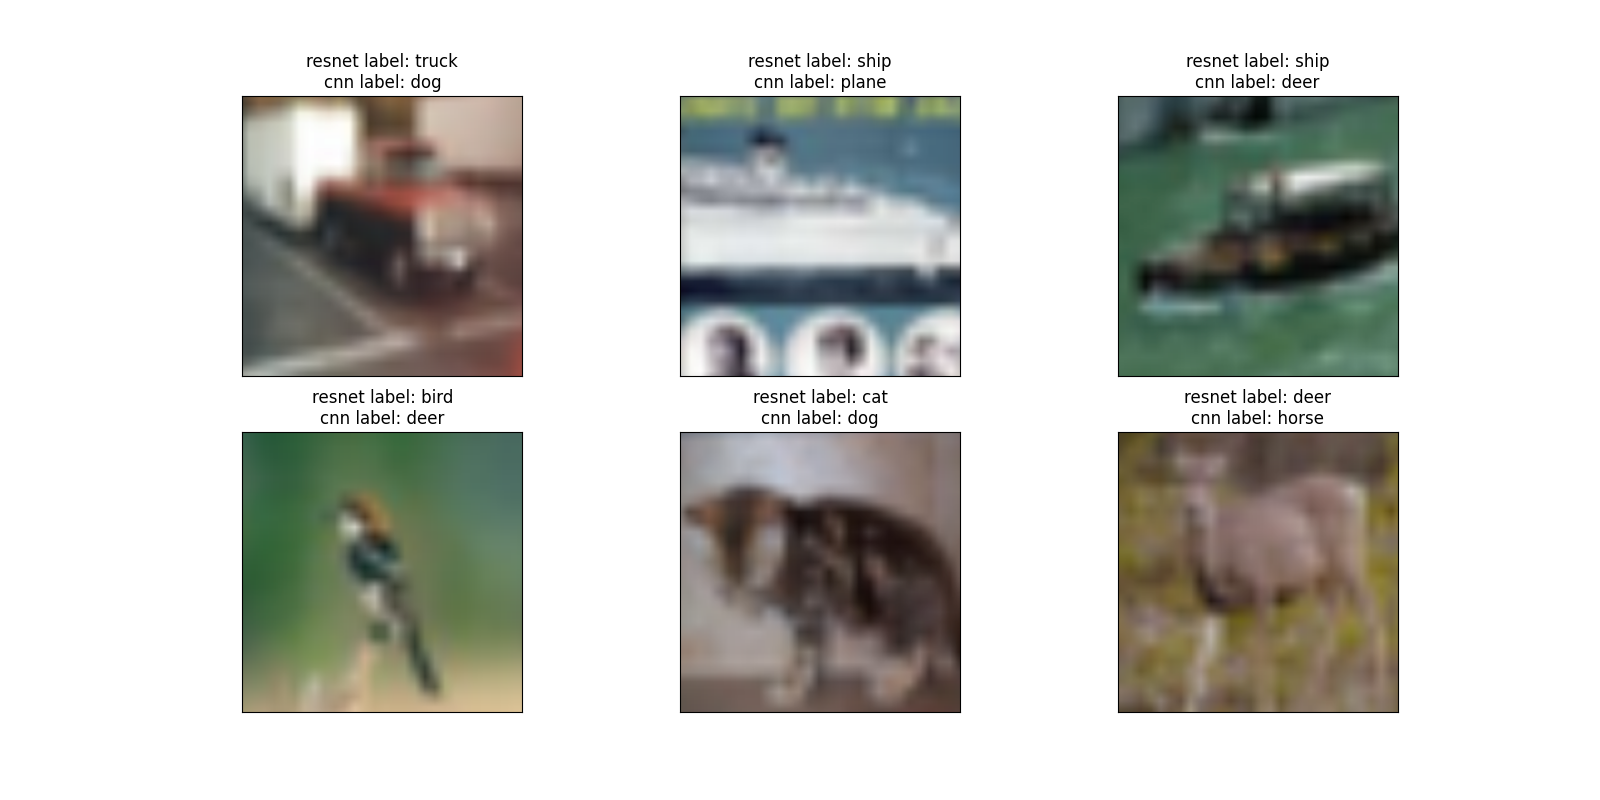 resnet label: truck
cnn label: dog
resnet label: ship
cnn label: plane
resnet label: ship
cnn label: deer
resnet label: bird
cnn label: deer
resnet label: cat
cnn label: dog
resnet label: deer
cnn label: horse